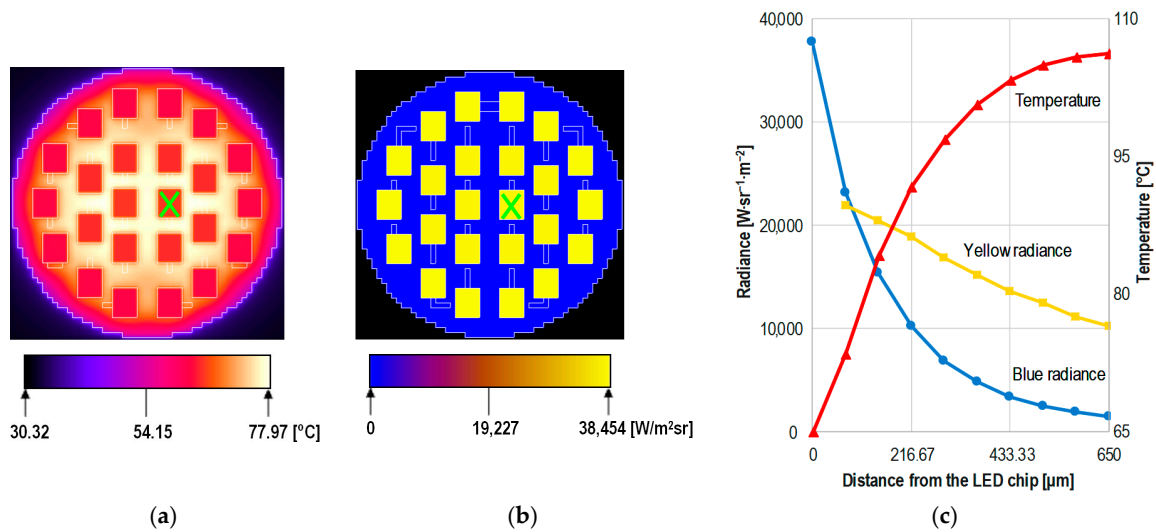 30.32 54.15 77.97 [°C]
(a)
0 19,227 38,454 [W/m²sr]
(b)
40,000
30,000
20,000
10,000
0
Radiance [W·sr⁻¹·m⁻²]
110
95
80
65
Temperature [°C]
Temperature
Yellow radiance
Blue radiance
0 216.67 433.33 650
Distance from the LED chip [µm]
(c)